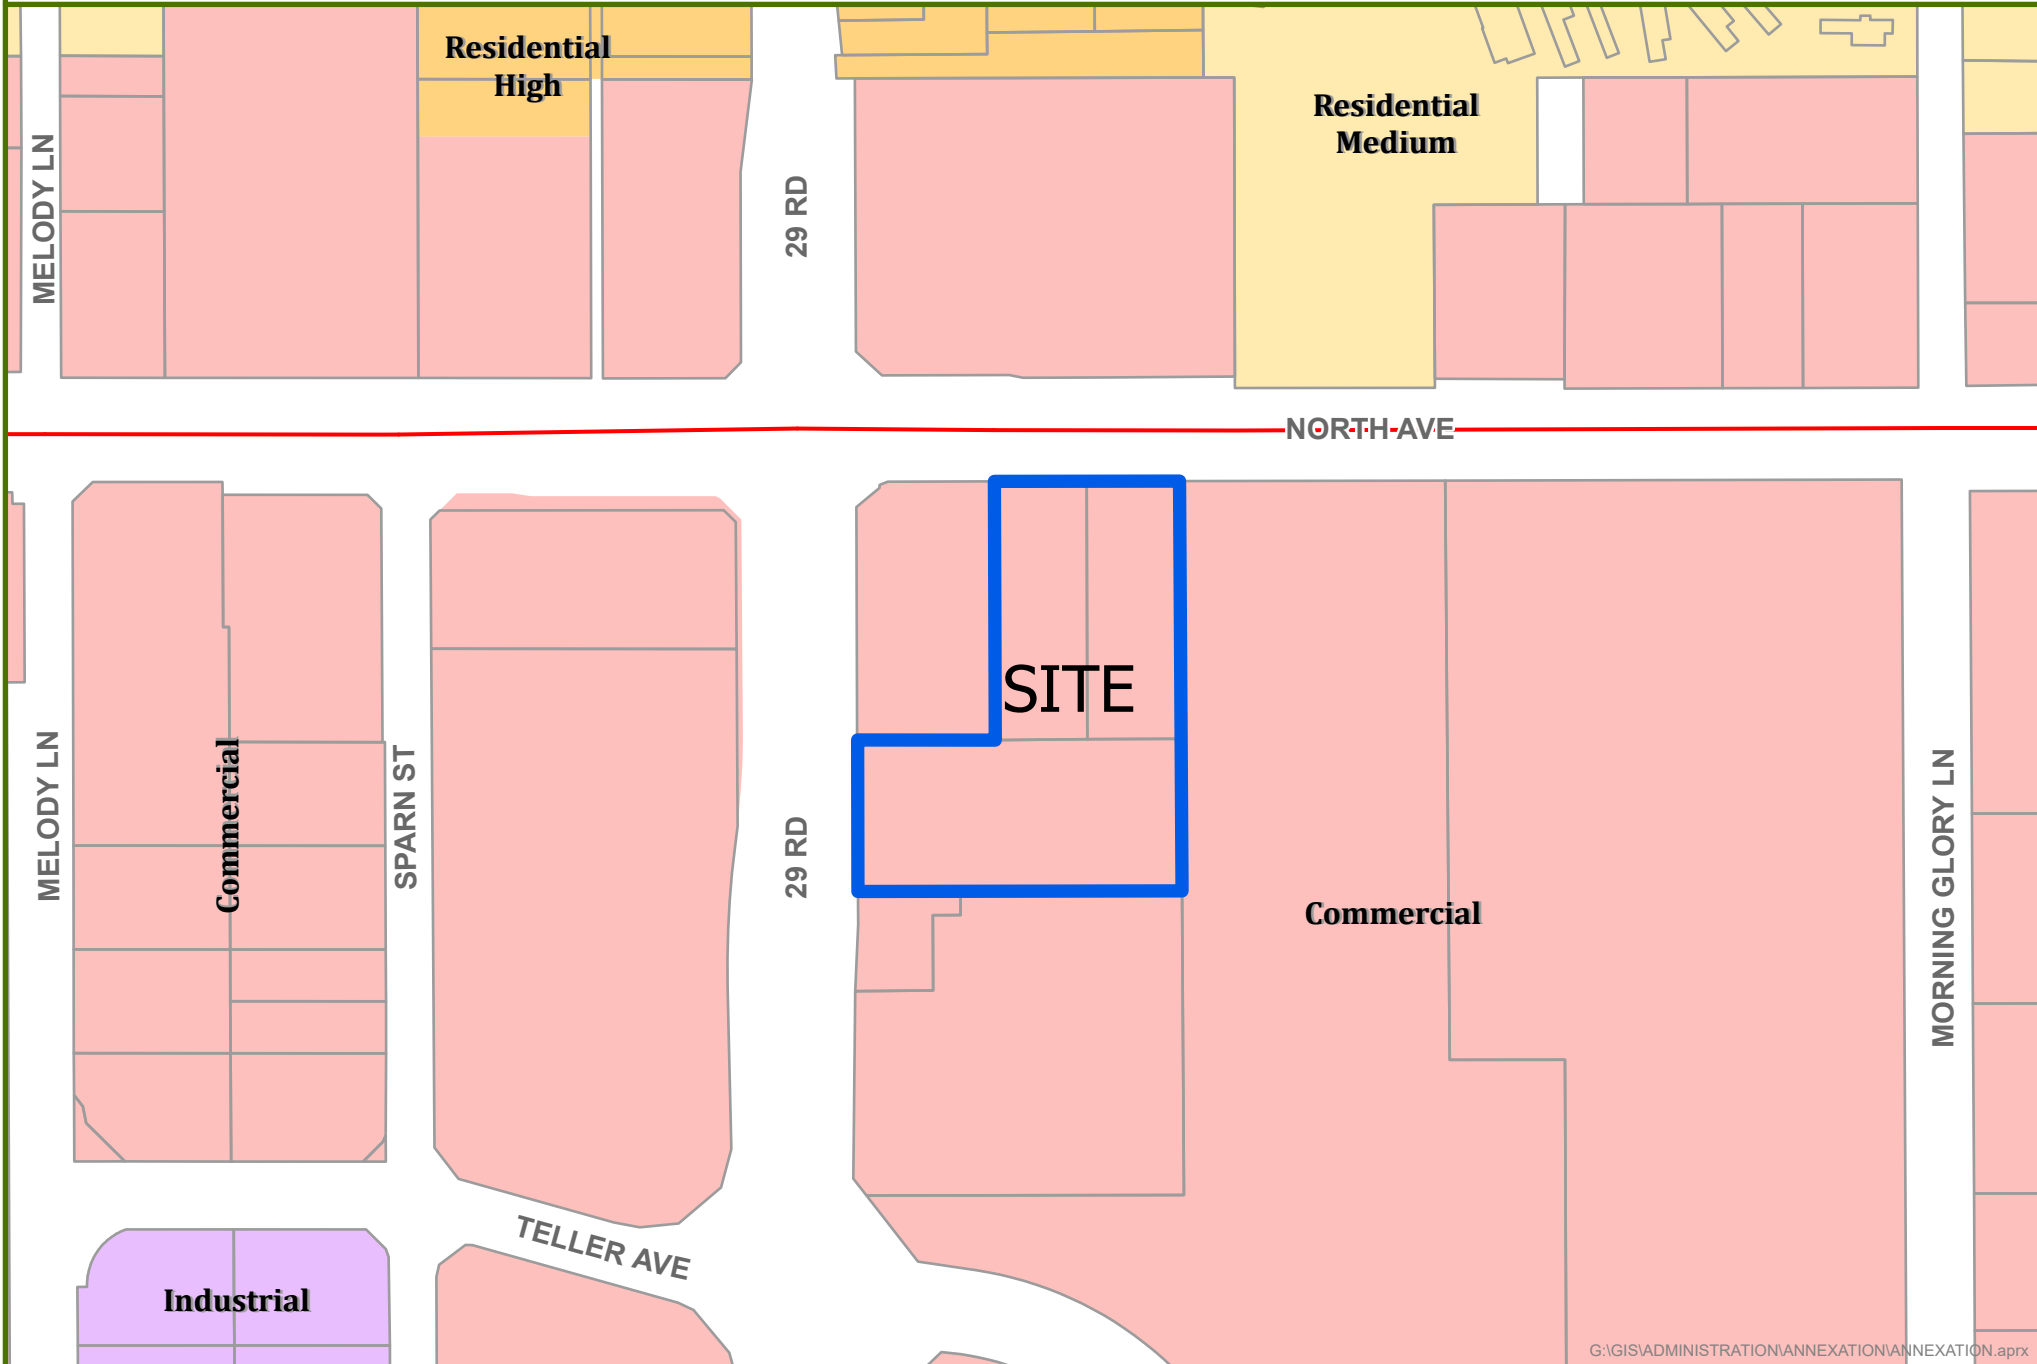 Residential
High
Residential
Medium
MELODY LN
29 RD
NORTH AVE
SITE
MELODY LN
Commercial
SPARN ST
29 RD
Commercial
MORNING GLORY LN
TELLER AVE
Industrial
G:\GIS\ADMINISTRATION\ANNEXATION\ANNEXATION.aprx